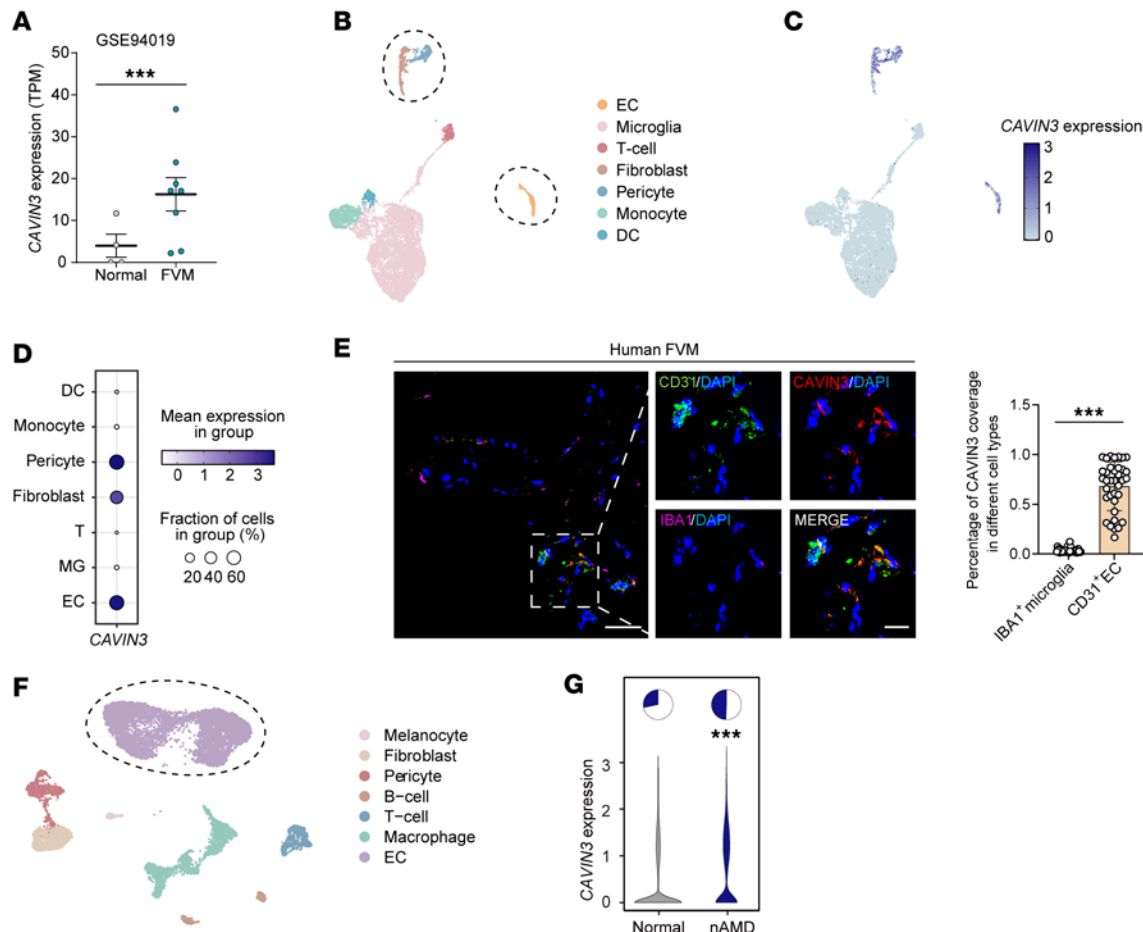 A
GSE94019
CAVIN3 expression (TPM)
50
40
30
20
10
0
***
Normal
FVM
B
EC
Microglia
T-cell
Fibroblast
Pericyte
Monocyte
DC
C
CAVIN3 expression
3
2
1
0
D
DC
Monocyte
Pericyte
Fibroblast
T
MG
EC
CAVIN3
Mean expression
in group
0 1 2 3
Fraction of cells
in group (%)
20 40 60
E
Human FVM
CD31/DAPI
CAVIN3/DAPI
IBA1/DAPI
MERGE
Percentage of CAVIN3 coverage
in different cell types
1.5
1.0
0.5
0.0
***
IBA1+ microglia
CD31+ EC
F
Melanocyte
Fibroblast
Pericyte
B-cell
T-cell
Macrophage
EC
G
***
CAVIN3 expression
3
2
1
0
Normal
nAMD